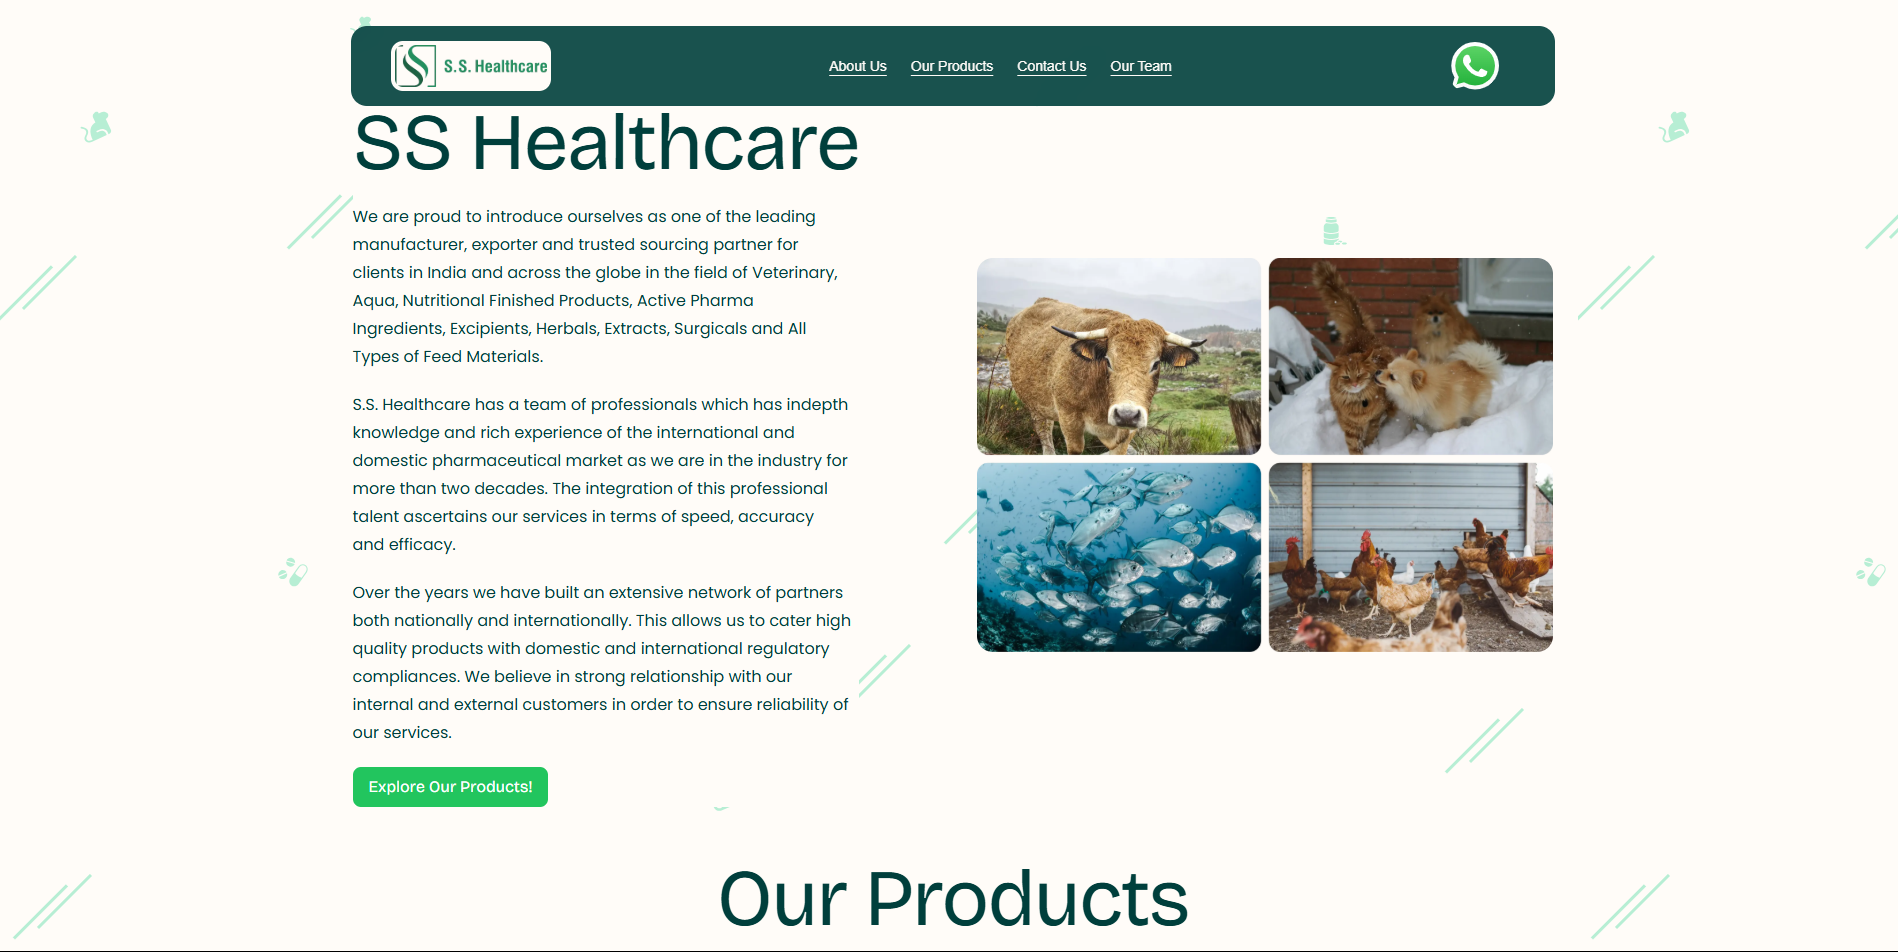 S.S. Healthcare
About Us
Our Products
Contact Us
Our Team
SS Healthcare
We are proud to introduce ourselves as one of the leading
manufacturer, exporter and trusted sourcing partner for
clients in India and across the globe in the field of Veterinary,
Aqua, Nutritional Finished Products, Active Pharma
Ingredients, Excipients, Herbals, Extracts, Surgicals and All
Types of Feed Materials.
S.S. Healthcare has a team of professionals which has indepth
knowledge and rich experience of the international and
domestic pharmaceutical market as we are in the industry for
more than two decades. The integration of this professional
talent ascertains our services in terms of speed, accuracy
and efficacy.
Over the years we have built an extensive network of partners
both nationally and internationally. This allows us to cater high
quality products with domestic and international regulatory
compliances. We believe in strong relationship with our
internal and external customers in order to ensure reliability of
our services.
Explore Our Products!
Our Products